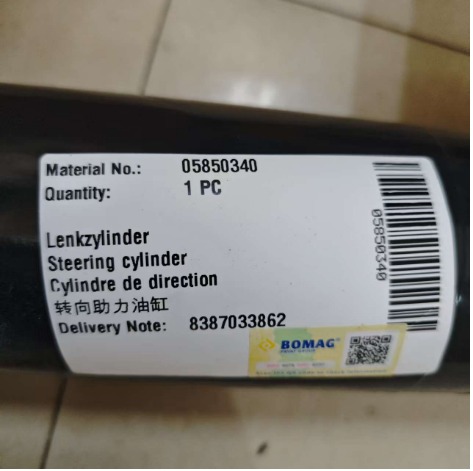 Material No.: 05850340
Quantity: 1 PC
Lenkzylinder
Steering cylinder
Cylindre de direction
转向助力油缸
Delivery Note: 8387033862
05850340
BOMAG